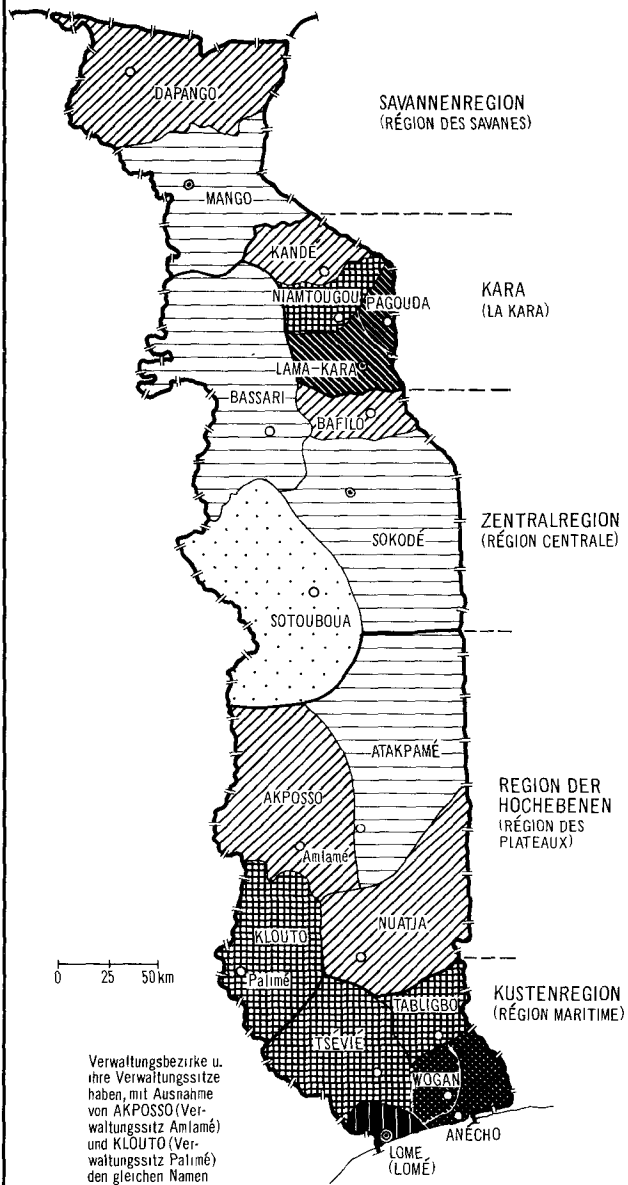 DAPANGO
SAVANNENREGION
(RÉGION DES SAVANES)
MANGO
KANDÉ
NIAMTOUGOU
PAGOUDA
KARA
(LA KARA)
LAMA-KARA
BASSARI
BAFILO
SOKODÉ
ZENTRALREGION
(RÉGION CENTRALE)
SOTOUBOUA
ATAKPAMÉ
AKPOSSO
Amlamé
REGION DER
HOCHEBENEN
(RÉGION DES
PLATEAUX)
NUATJA
KLOUTO
Palimé
0 25 50 km
TABLIGBO
KUSTENREGION
(RÉGION MARITIME)
TSÉVIÉ
WOGAN
ANÉCHO
LOME
(LOMÉ)
Verwaltungsbezirke u.
ihre Verwaltungssitze
haben, mit Ausnahme
von AKPOSSO (Ver-
waltungssitz Amlamé)
und KLOUTO (Ver-
waltungssitz Palimé)
den gleichen Namen